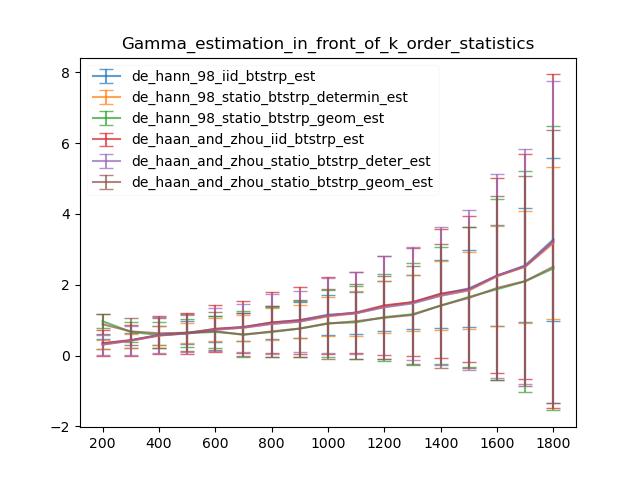 Gamma_estimation_in_front_of_k_order_statistics
de_hann_98_iid_btstrp_est
de_hann_98_statio_btstrp_determin_est
de_hann_98_statio_btstrp_geom_est
de_haan_and_zhou_iid_btstrp_est
de_haan_and_zhou_statio_btstrp_deter_est
de_haan_and_zhou_statio_btstrp_geom_est
8
6
4
2
0
−2
200 400 600 800 1000 1200 1400 1600 1800